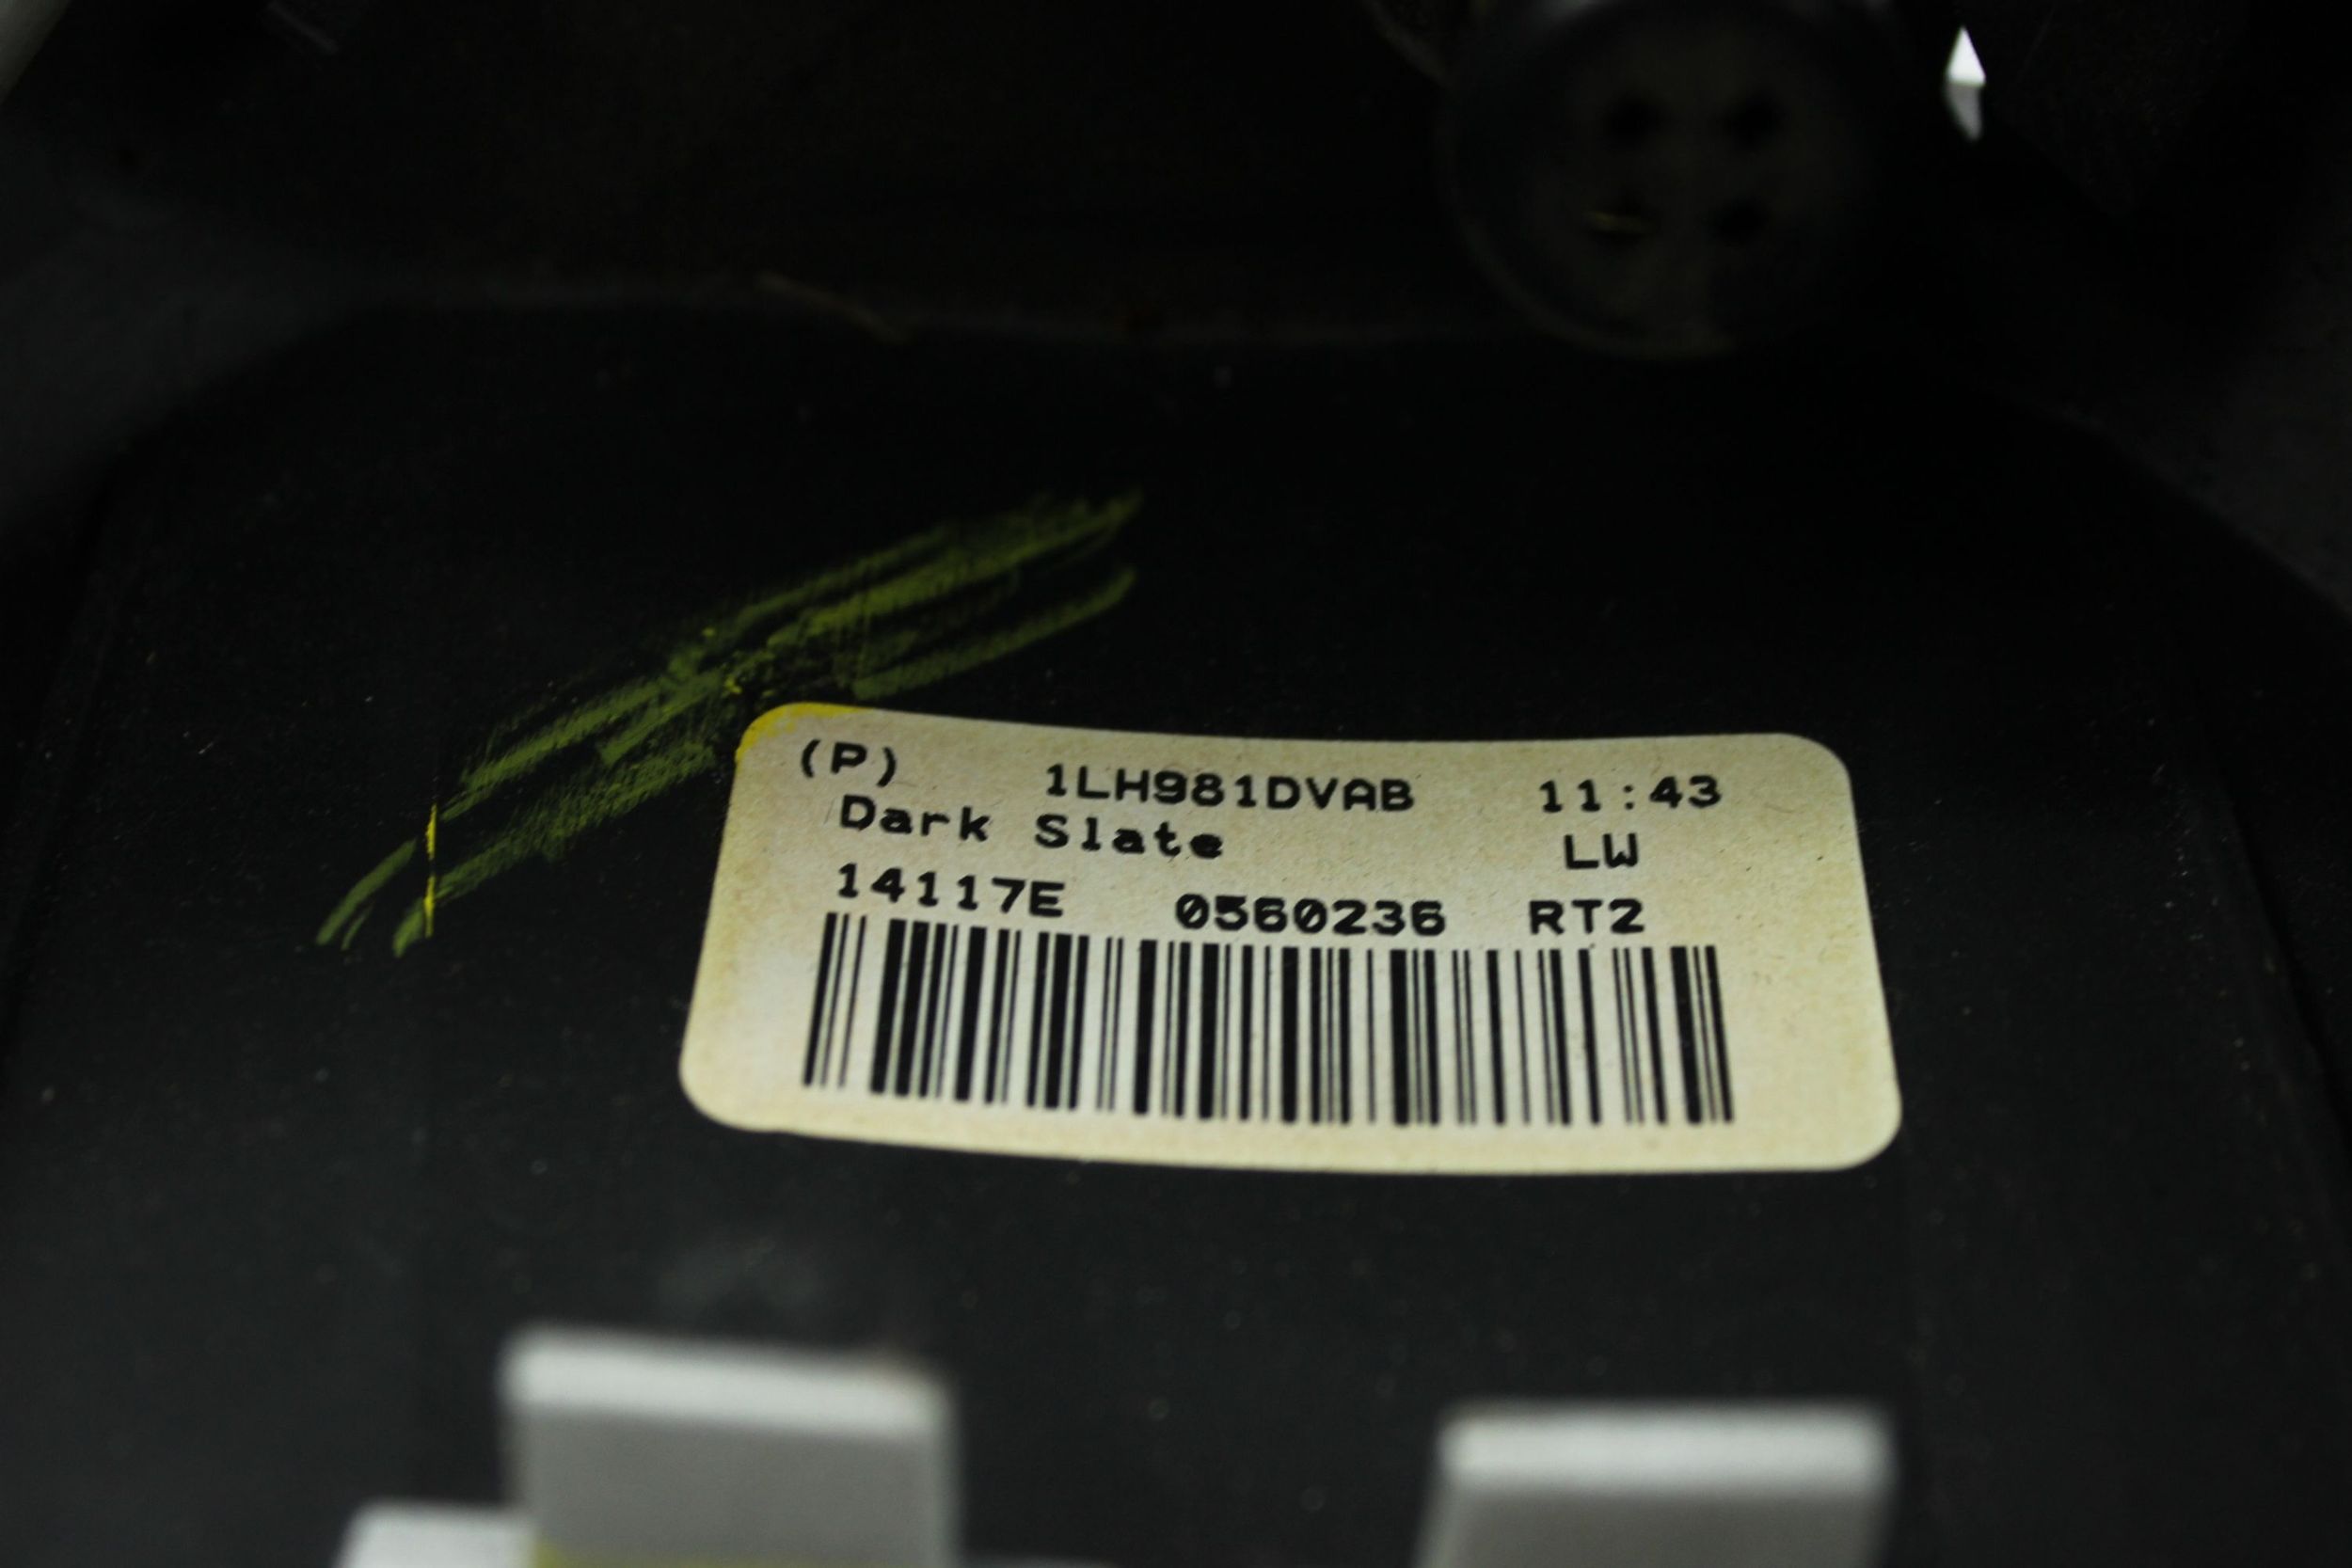 (P) 1LH981DVAB 11:43
Dark Slate LW
14117E 0560236 RT2